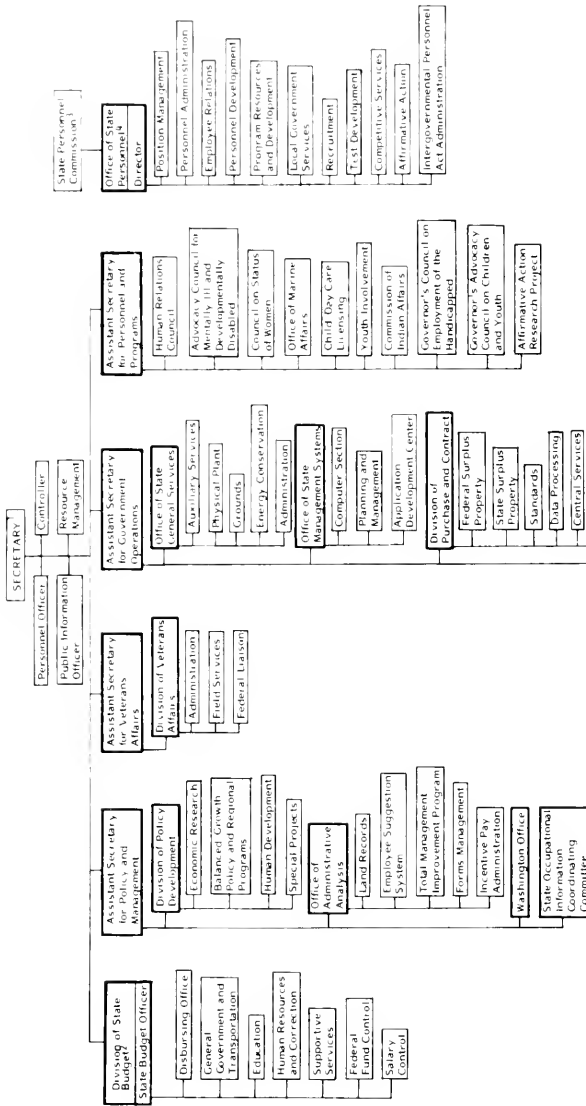 SECRETARY
Personnel Officer
Controller
Public Information
Officer
Resource
Management
Division of State
Budget²
State Budget Officer
Disbursing Office
General
Government and
Transportation
Education
Human Resources
and Correction
Supportive
Services
Federal
Fund Control
Salary
Control
Assistant Secretary
for Policy and
Management
Division of Policy
Development
Economic Research
Balanced Growth
Policy and Regional
Programs
Human Development
Special Projects
Office of
Administrative
Analysis
Land Records
Employee Suggestion
System
Total Management
Improvement Program
Forms Management
Incentive Pay
Administration
Washington Office
State Occupational
Information
Coordinating
Committee
Assistant Secretary
for Veterans
Affairs
Division of Veterans
Affairs
Administration
Field Services
Federal Liaison
Assistant Secretary
for Government
Operations
Office of State
General Services
Auxiliary Services
Physical Plant
Grounds
Energy Conservation
Administration
Office of State
Management Systems
Computer Section
Planning and
Management
Application
Development Center
Division of
Purchase and Contract
Federal Surplus
Property
State Surplus
Property
Standards
Data Processing
Central Services
Assistant Secretary
for Personnel and
Programs
Human Relations
Council
Advocacy Council for
Mentally Ill and
Developmentally
Disabled
Council on Status
of Women
Office of Marine
Affairs
Child Day Care
Licensing
Youth Involvement
Commission of
Indian Affairs
Governor's Council on
Employment of the
Handicapped
Governor's Advocacy
Council on Children
and Youth
Affirmative Action
Research Project
State Personnel
Commission
Office of State
Personnel⁴
Director
Position Management
Personnel Administration
Employee Relations
Personnel Development
Program Resources
and Development
Local Government
Services
Recruitment
Test Development
Competitive Services
Affirmative Action
Intergovernmental Personnel
Act Administration